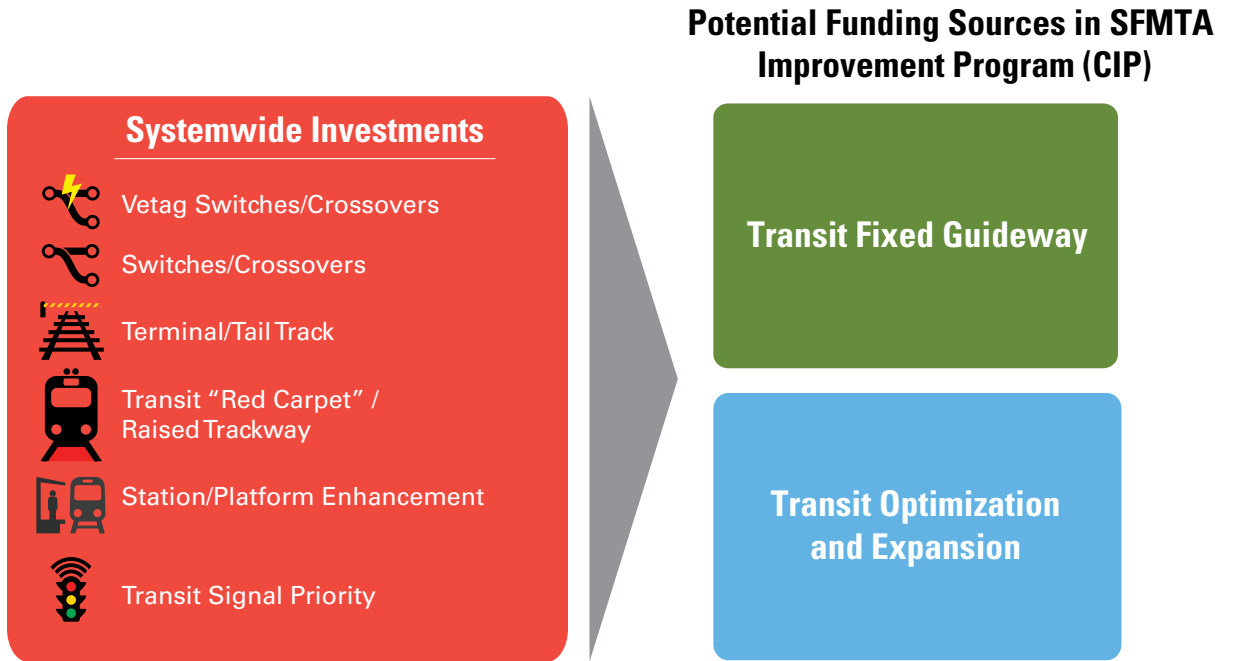 Potential Funding Sources in SFMTA
Improvement Program (CIP)
Systemwide Investments
Vetag Switches/Crossovers
Switches/Crossovers
Terminal/Tail Track
Transit “Red Carpet” /
Raised Trackway
Station/Platform Enhancement
Transit Signal Priority
Transit Fixed Guideway
Transit Optimization
and Expansion